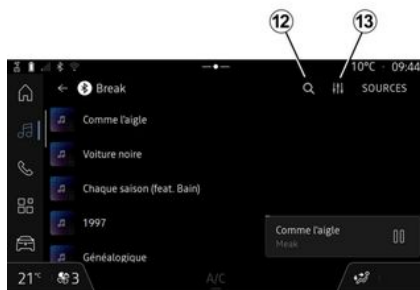 12 13
10°C · 09:44
Break SOURCES
Comme l'aigle
Voiture noire
Chaque saison (feat. Bain)
1997
Généalogique
Comme l'aigle
Meak
21°C 3 A/C